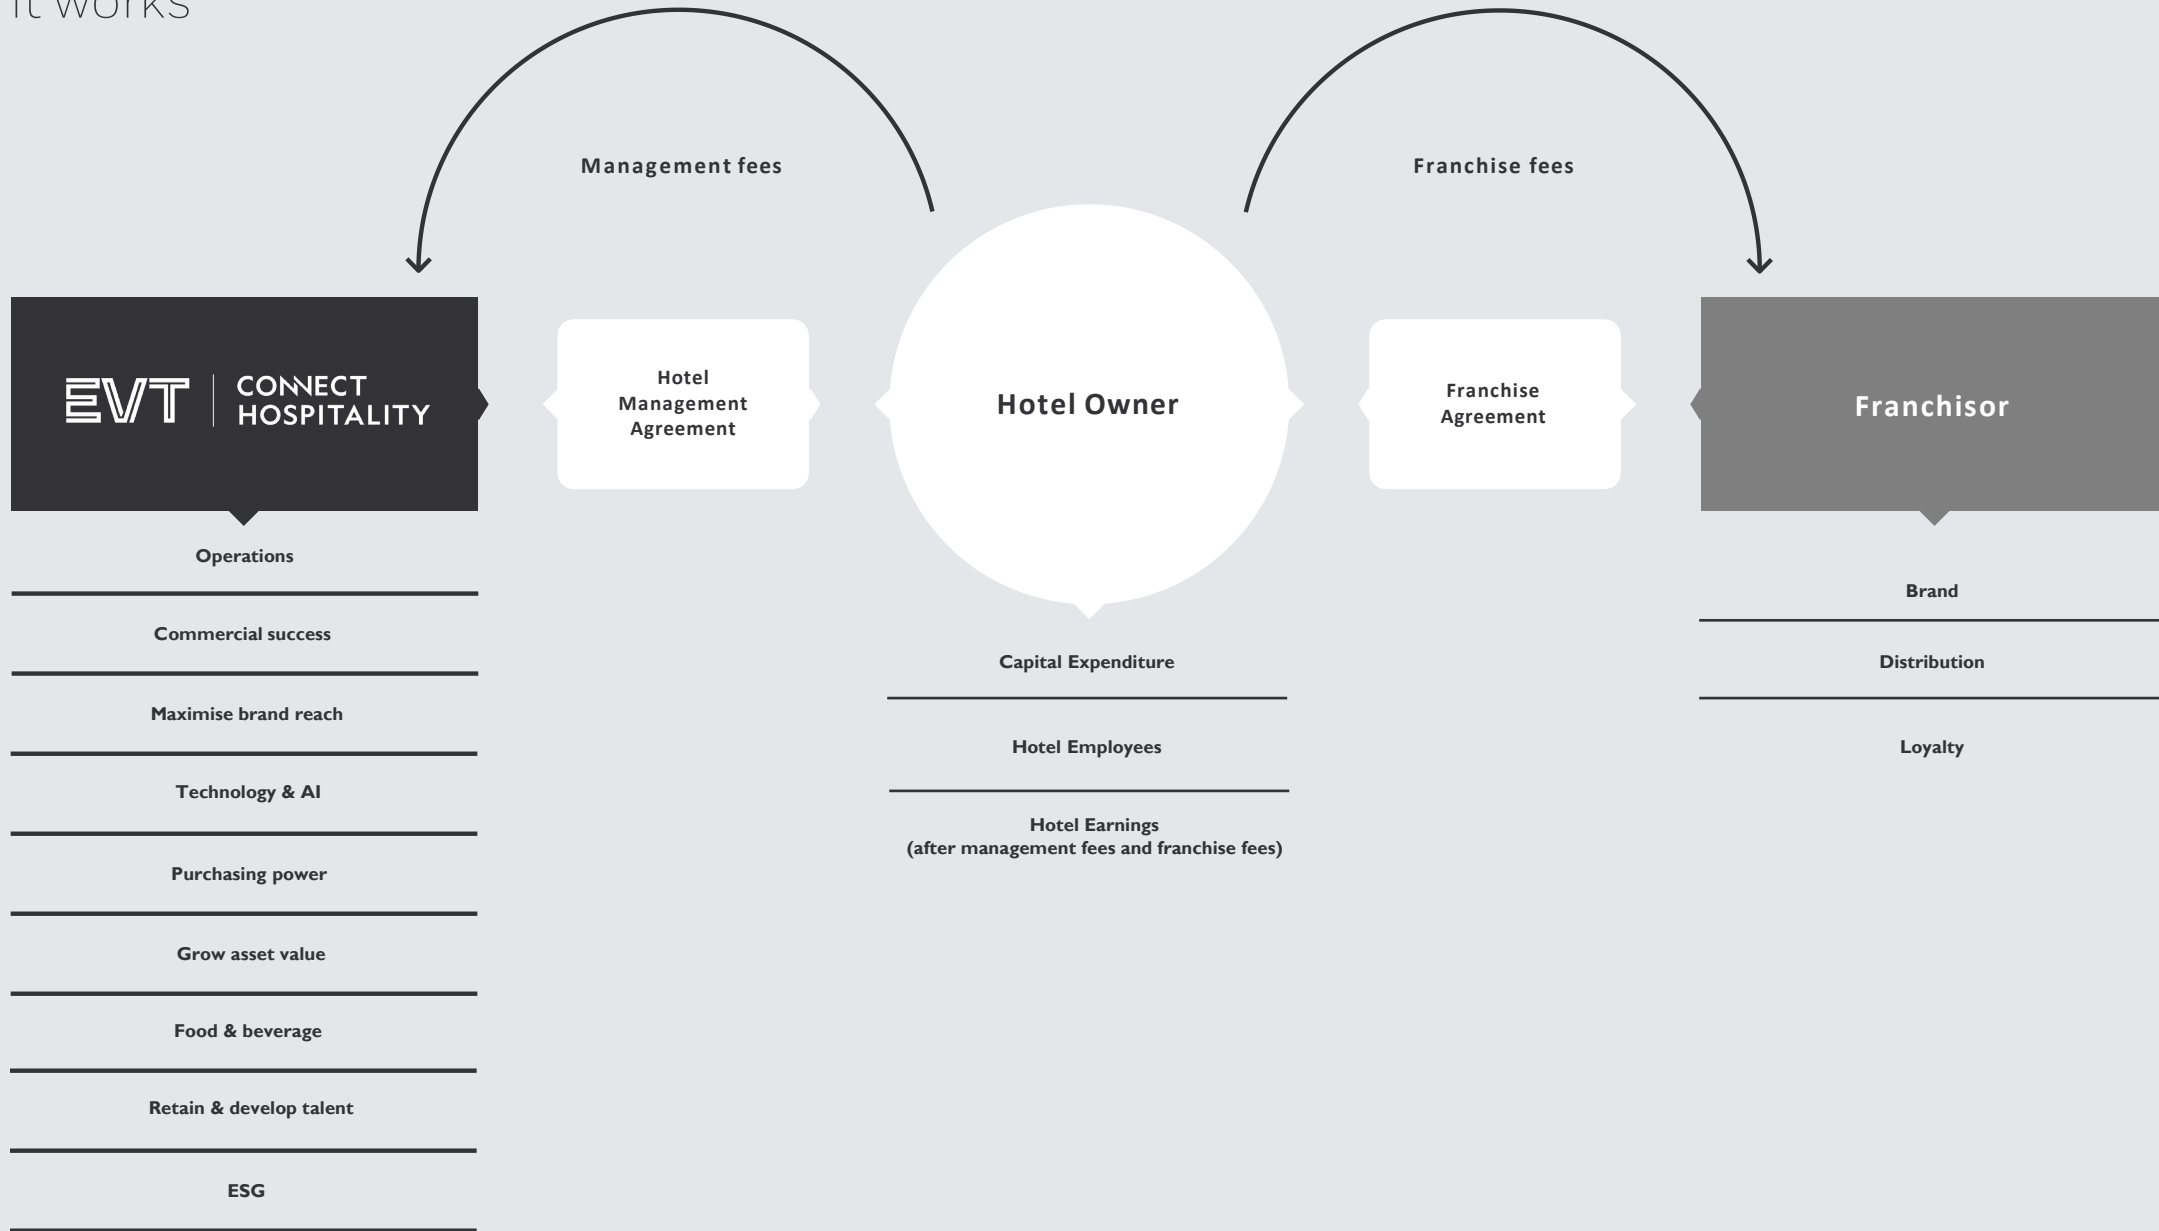 it works
Management fees
Franchise fees
EVT
CONNECT
HOSPITALITY
Hotel
Management
Agreement
Hotel Owner
Franchise
Agreement
Franchisor
Operations
Commercial success
Maximise brand reach
Technology & AI
Purchasing power
Grow asset value
Food & beverage
Retain & develop talent
ESG
Capital Expenditure
Hotel Employees
Hotel Earnings
(after management fees and franchise fees)
Brand
Distribution
Loyalty